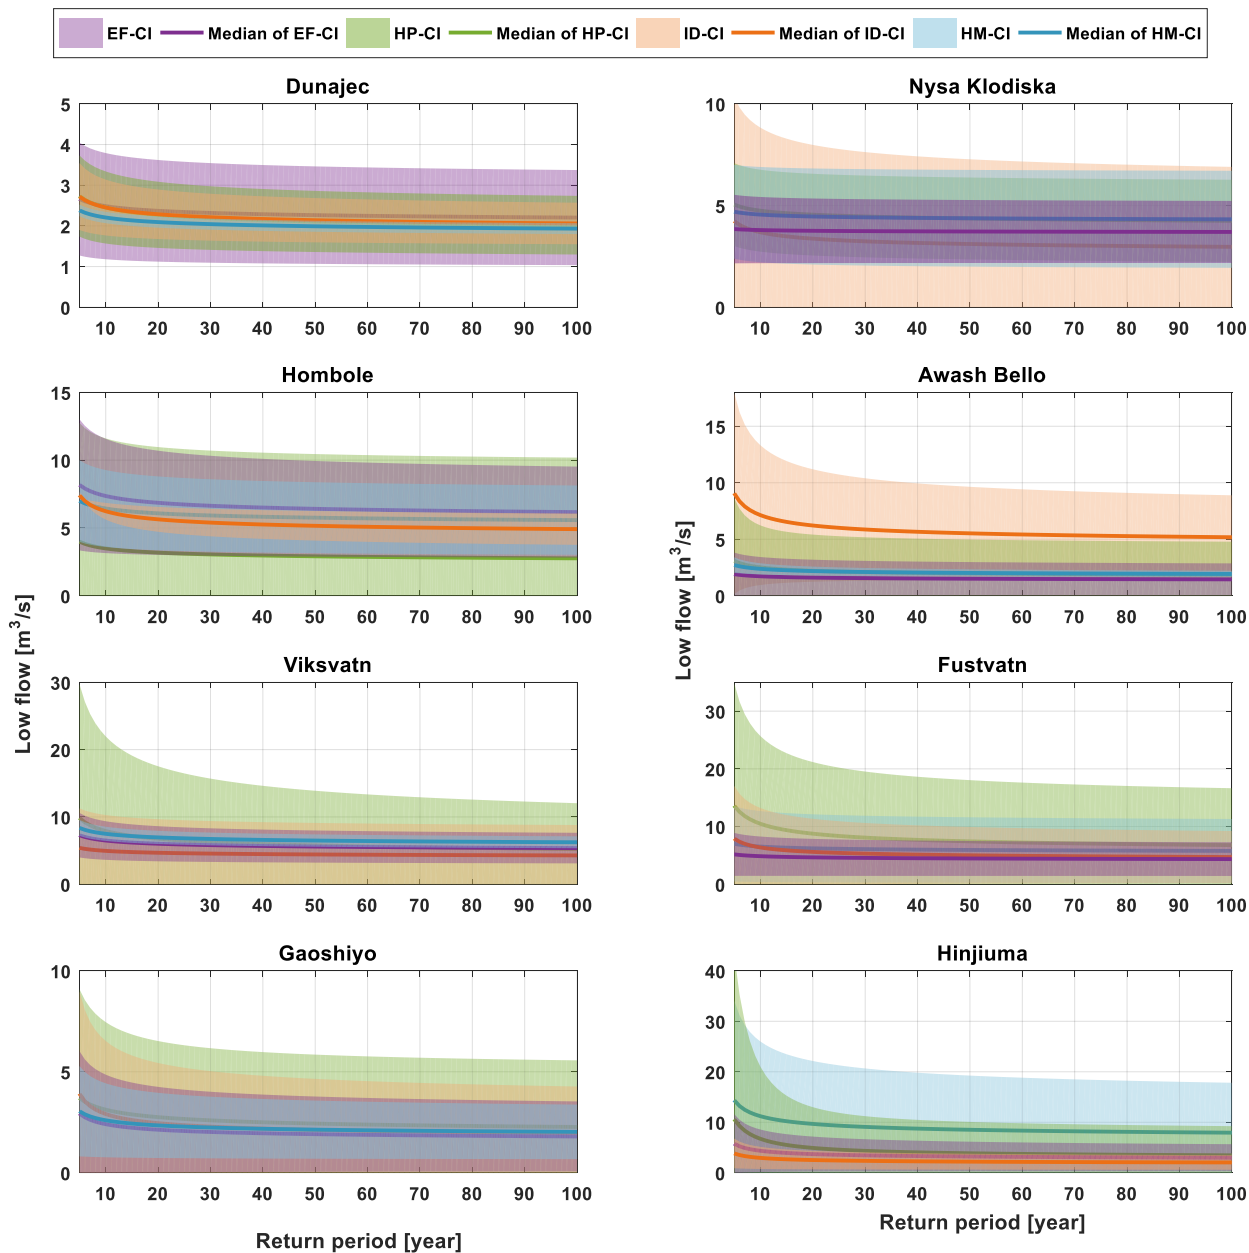 EF-CI Median of EF-CI HP-CI Median of HP-CI ID-CI Median of ID-CI HM-CI Median of HM-CI
Dunajec
5
4
3
2
1
0
10 20 30 40 50 60 70 80 90 100
Nysa Klodiska
10
5
0
10 20 30 40 50 60 70 80 90 100
Hombole
15
10
5
0
10 20 30 40 50 60 70 80 90 100
Awash Bello
15
10
5
0
10 20 30 40 50 60 70 80 90 100
Low flow [m³/s]
Low flow [m³/s]
Viksvatn
30
20
10
0
10 20 30 40 50 60 70 80 90 100
Fustvatn
30
20
10
0
10 20 30 40 50 60 70 80 90 100
Gaoshiyo
10
5
0
10 20 30 40 50 60 70 80 90 100
Return period [year]
Hinjiuma
40
30
20
10
0
10 20 30 40 50 60 70 80 90 100
Return period [year]